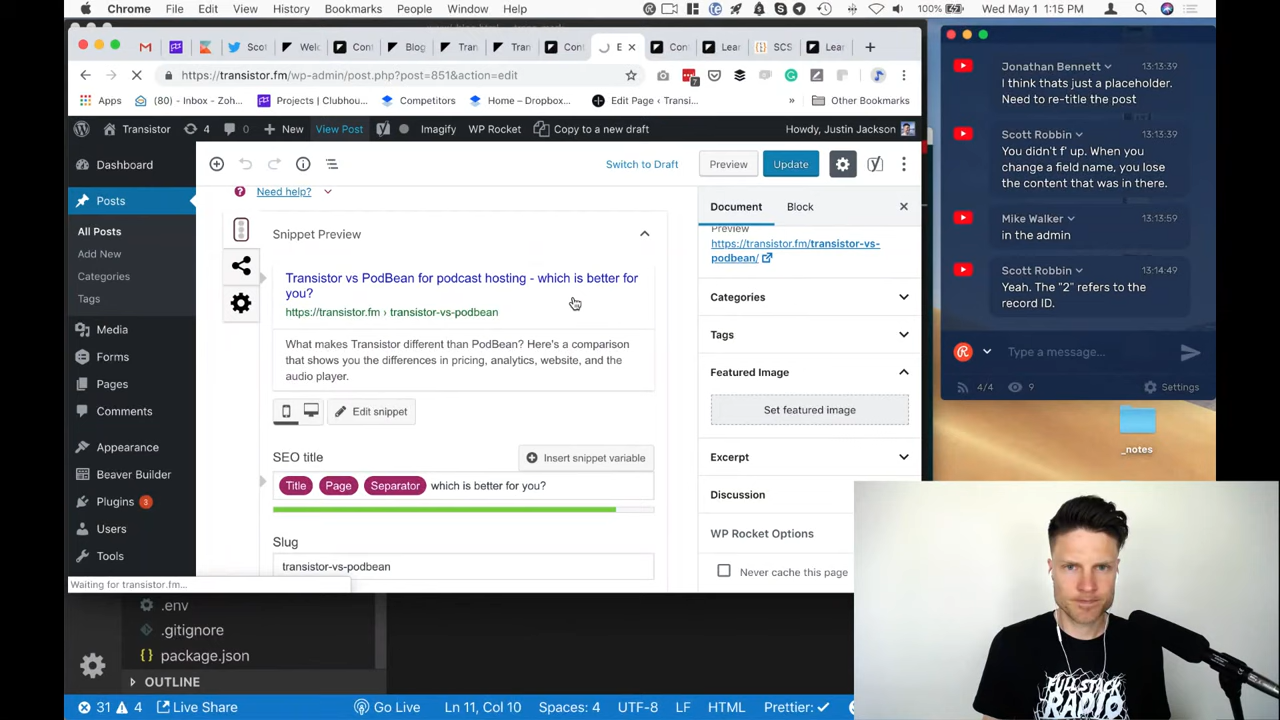 Chrome File Edit View History Bookmarks People Window Help 100% Wed May 1 1:15 PM
Scot Welc Cont Blog Tran Tran Cont E Con Lear SCS Lear
https://transistor.fm/wp-admin/post.php?post=851&action=edit
7
Apps (80) - Inbox - Zoh... Projects | Clubhou... Competitors Home – Dropbox... Edit Page ‹ Transi... » Other Bookmarks
Transistor 4 0 New View Post Imagify WP Rocket Copy to a new draft Howdy, Justin Jackson
Dashboard
Posts
All Posts
Add New
Categories
Tags
Media
Forms
Pages
Comments
Appearance
Beaver Builder
Plugins 3
Users
Tools
Waiting for transistor.fm...
Switch to Draft Preview Update
Need help?
Snippet Preview
Transistor vs PodBean for podcast hosting - which is better for
you?
https://transistor.fm › transistor-vs-podbean
What makes Transistor different than PodBean? Here's a comparison
that shows you the differences in pricing, analytics, website, and the
audio player.
Edit snippet
SEO title Insert snippet variable
Title Page Separator which is better for you?
Slug
transistor-vs-podbean
Document Block
Preview
https://transistor.fm/transistor-vs-
podbean/
Categories
Tags
Featured Image
Set featured image
Excerpt
Discussion
WP Rocket Options
Never cache this page
Jonathan Bennett 13:13:39
I think thats just a placeholder.
Need to re-title the post
Scott Robbin 13:13:39
You didn't f' up. When you
change a field name, you lose
the content that was in there.
Mike Walker 13:13:59
in the admin
Scott Robbin 13:14:49
Yeah. The "2" refers to the
record ID.
Type a message...
4/4 9 Settings
_notes
.env
.gitignore
{} package.json
OUTLINE
31 4 Live Share Go Live Ln 11, Col 10 Spaces: 4 UTF-8 LF HTML Prettier: ✓
FULL STACK
RADIO